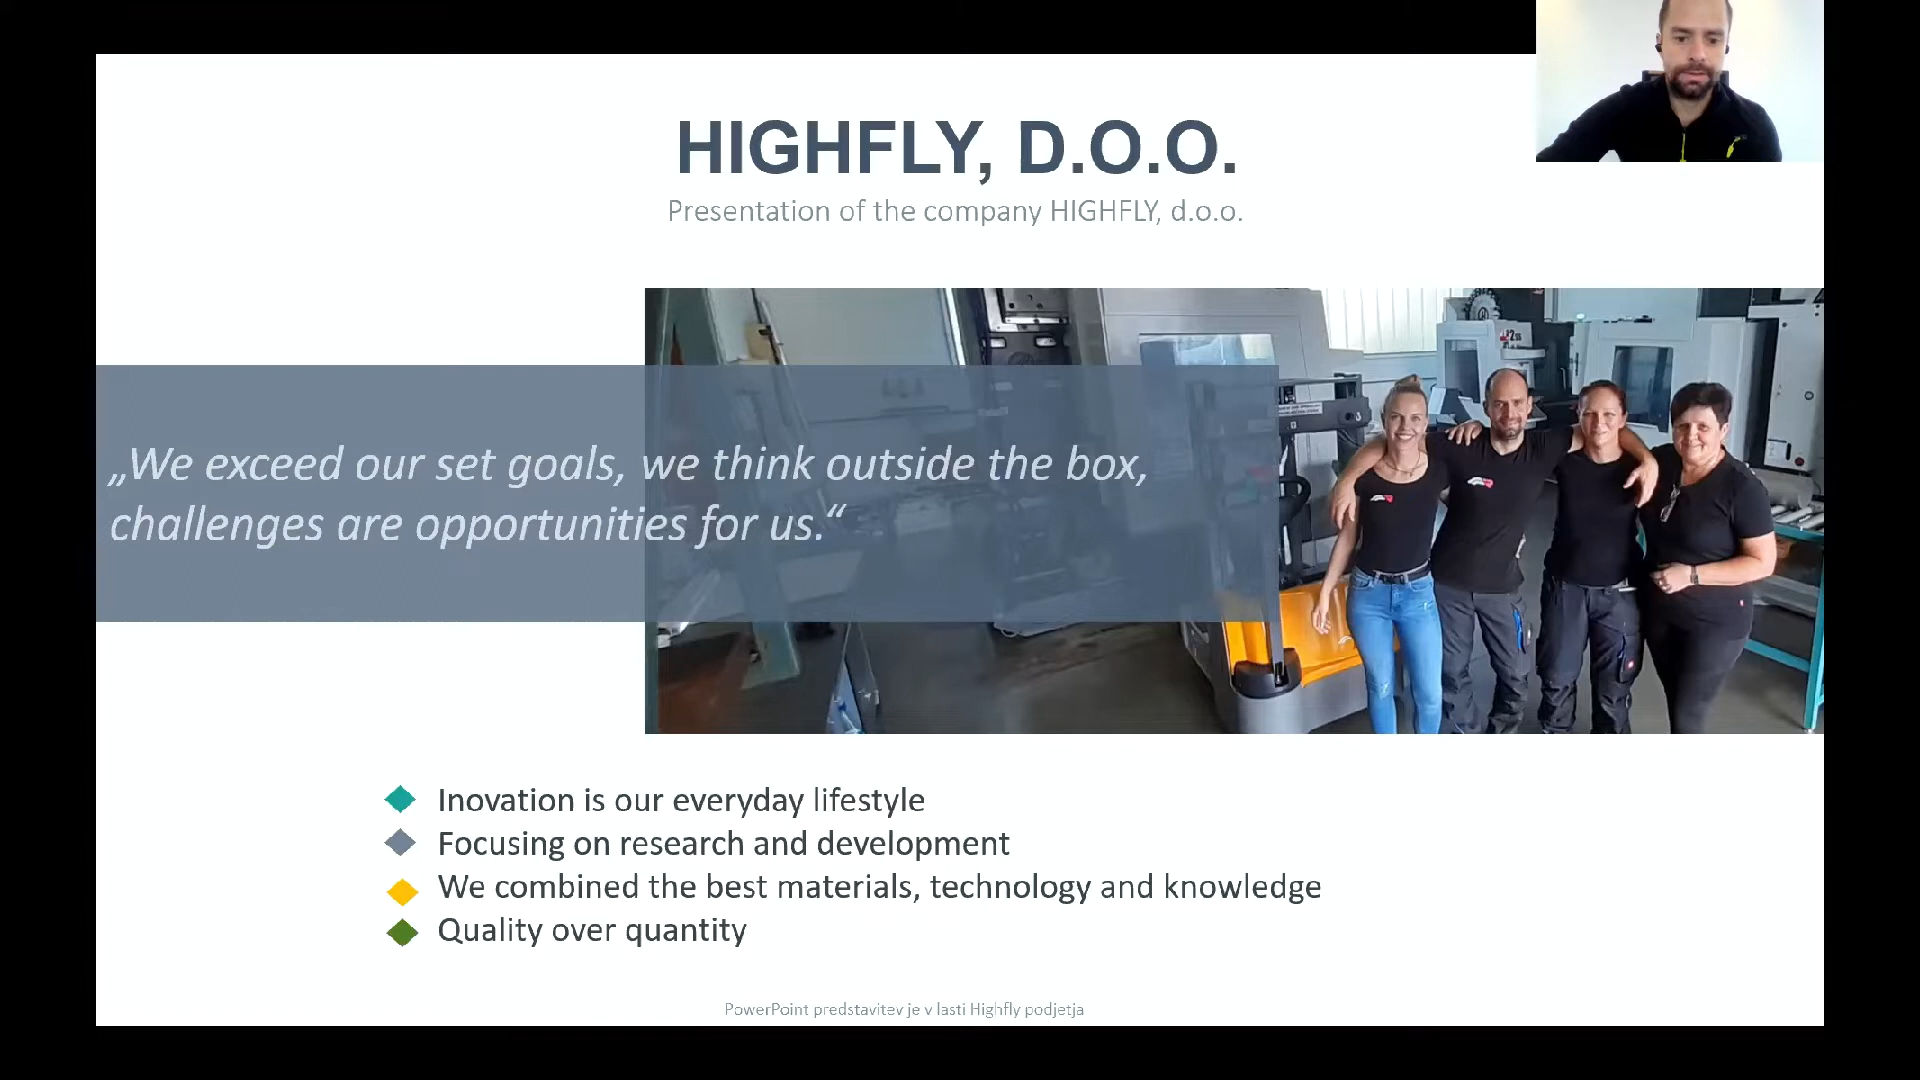 HIGHFLY, D.O.O.
Presentation of the company HIGHFLY, d.o.o.
„We exceed our set goals, we think outside the box,
challenges are opportunities for us.“
Inovation is our everyday lifestyle
Focusing on research and development
We combined the best materials, technology and knowledge
Quality over quantity
PowerPoint predstavitev je v lasti Highfly podjetja